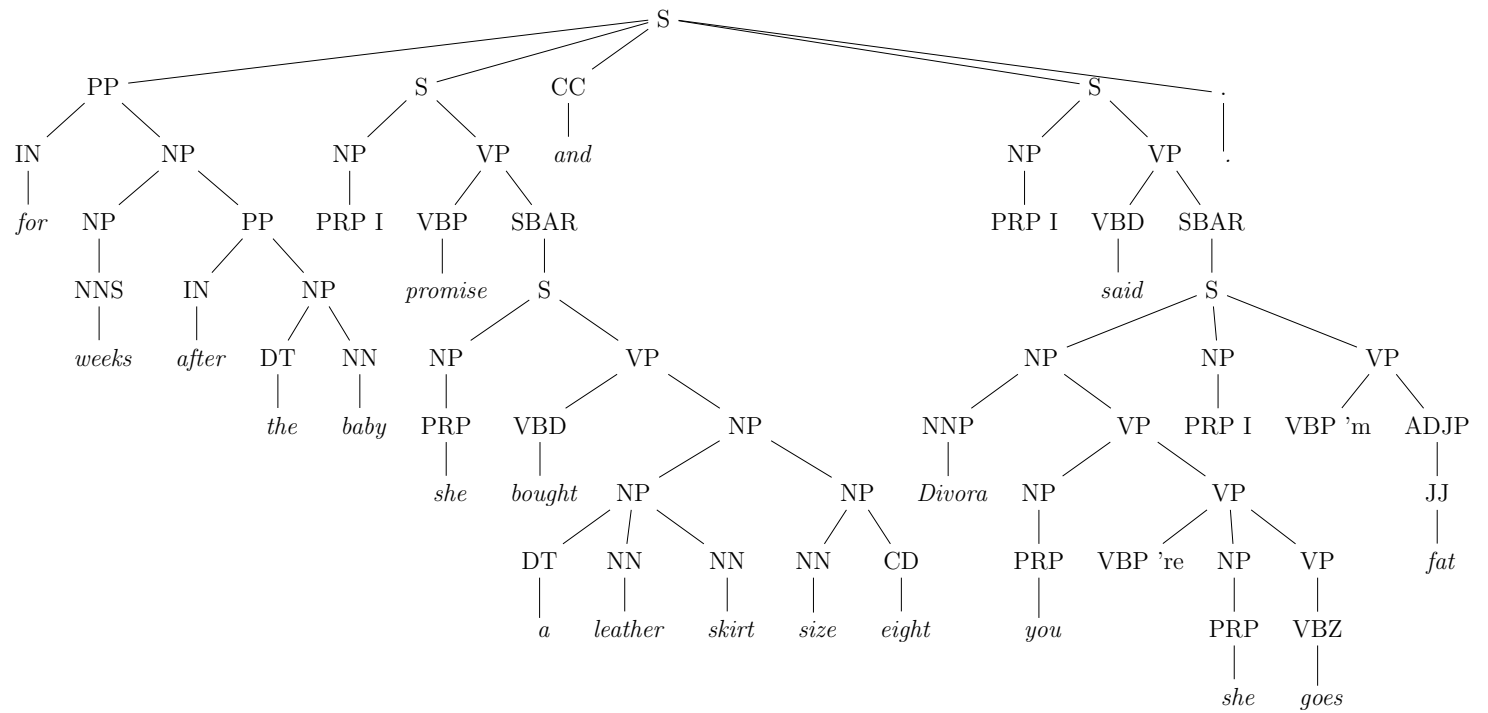 S
PP S CC S .
IN NP NP VP and NP VP .
for NP PP PRP I VBP SBAR PRP I VBD SBAR
NNS IN NP promise S said S
weeks after DT NN NP VP NP NP VP
the baby PRP VBD NP NNP VP PRP I VBP 'm ADJP
she bought NP NP Divora NP VP JJ
DT NN NN NN CD PRP VBP 're NP VP fat
a leather skirt size eight you PRP VBZ
she goes